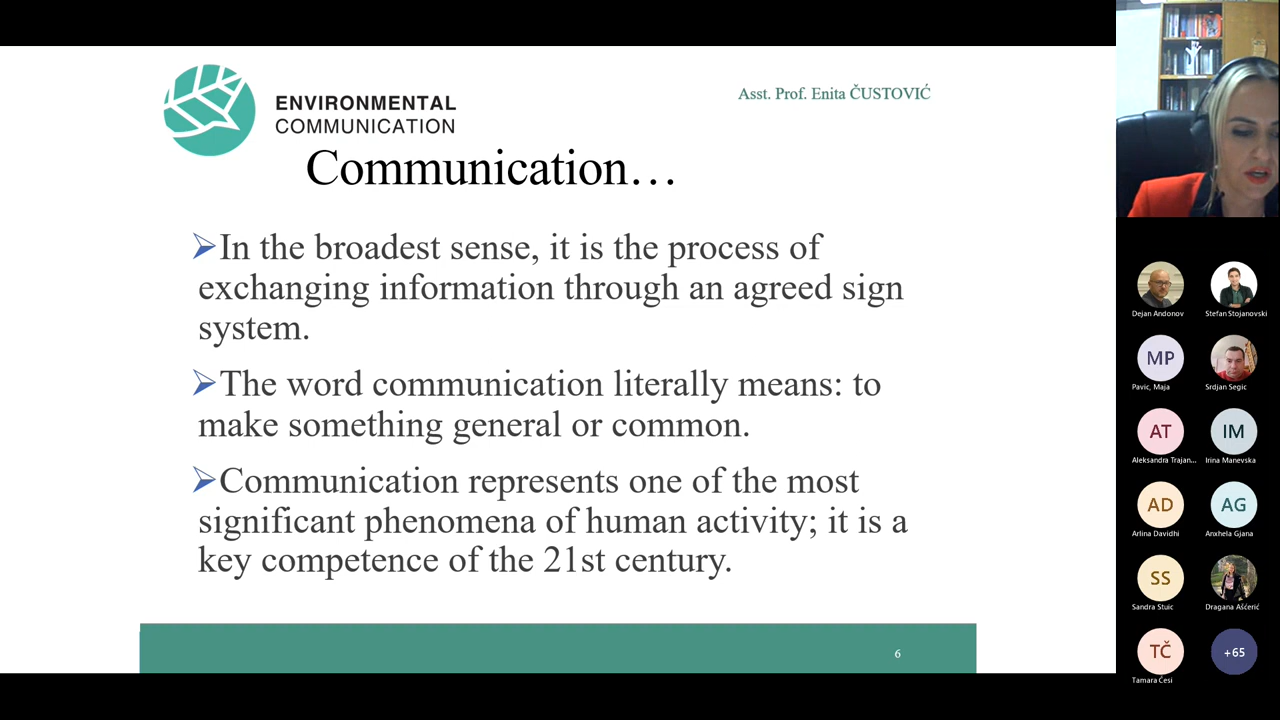 ENVIRONMENTAL
COMMUNICATION
Asst. Prof. Enita ČUSTOVIĆ
Communication…
➢In the broadest sense, it is the process of
exchanging information through an agreed sign
system.
➢The word communication literally means: to
make something general or common.
➢Communication represents one of the most
significant phenomena of human activity; it is a
key competence of the 21st century.
6
Dejan Andonov
Stefan Stojanovski
MP
Pavic, Maja
Srdjan Segic
AT
Aleksandra Trajan...
IM
Irina Manevska
AD
Arlina Davidhi
AG
Anxhela Gjana
SS
Sandra Stuic
Dragana Aśćerić
TČ
Tamara Česi
+65